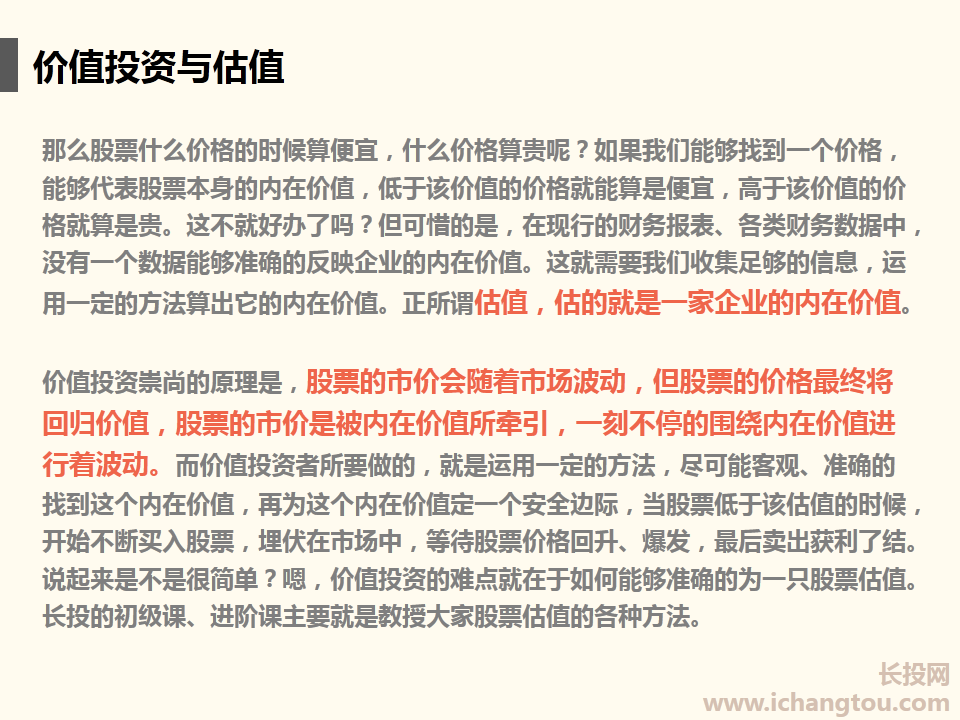 价值投资与估值
那么股票什么价格的时候算便宜，什么价格算贵呢？如果我们能够找到一个价格，
能够代表股票本身的内在价值，低于该价值的价格就能算是便宜，高于该价值的价
格就算是贵。这不就好办了吗？但可惜的是，在现行的财务报表、各类财务数据中，
没有一个数据能够准确的反映企业的内在价值。这就需要我们收集足够的信息，运
用一定的方法算出它的内在价值。正所谓估值，估的就是一家企业的内在价值。
价值投资崇尚的原理是，股票的市价会随着市场波动，但股票的价格最终将
回归价值，股票的市价是被内在价值所牵引，一刻不停的围绕内在价值进
行着波动。而价值投资者所要做的，就是运用一定的方法，尽可能客观、准确的
找到这个内在价值，再为这个内在价值定一个安全边际，当股票低于该估值的时候，
开始不断买入股票，埋伏在市场中，等待股票价格回升、爆发，最后卖出获利了结。
说起来是不是很简单？嗯，价值投资的难点就在于如何能够准确的为一只股票估值。
长投的初级课、进阶课主要就是教授大家股票估值的各种方法。
长投网
www.ichangtou.com